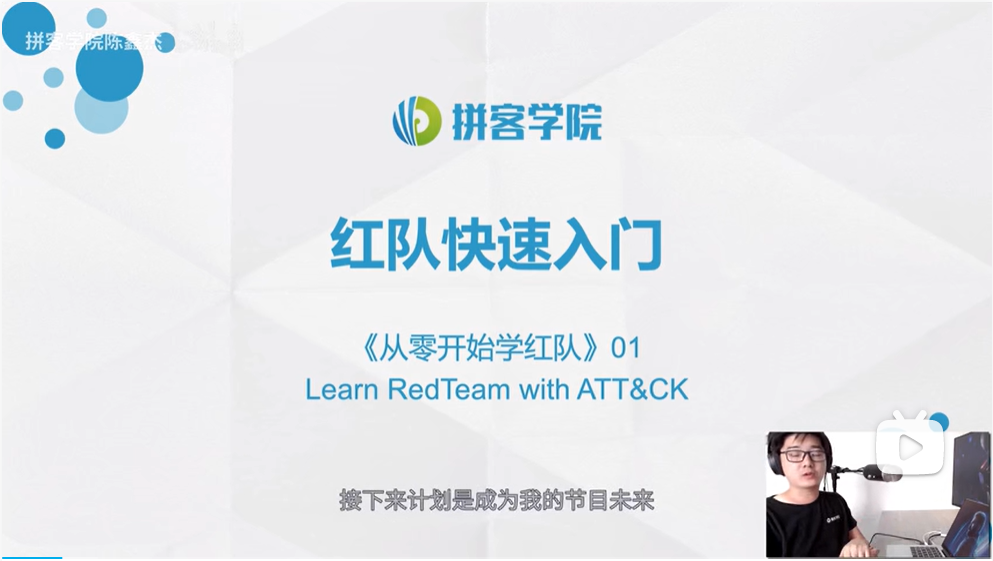 拼客学院陈鑫杰
拼客学院
红队快速入门
《从零开始学红队》01
Learn RedTeam with ATT&CK
接下来计划是成为我的节目未来